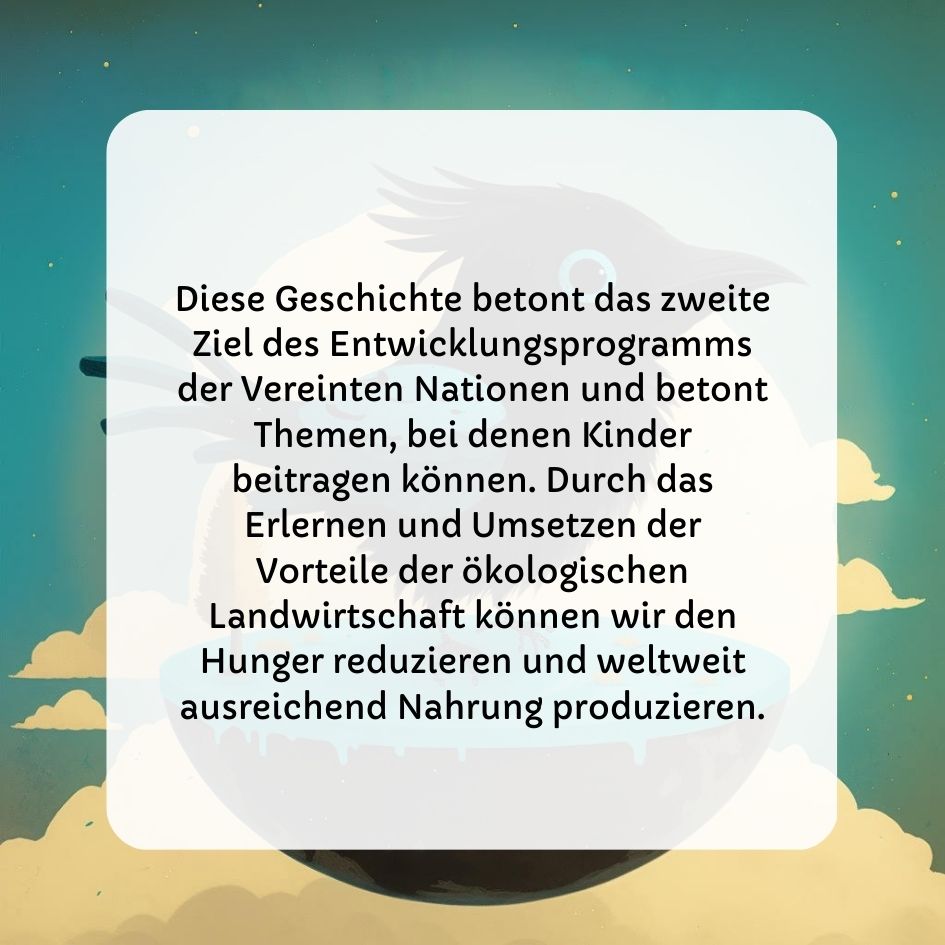 Diese Geschichte betont das zweite
Ziel des Entwicklungsprogramms
der Vereinten Nationen und betont
Themen, bei denen Kinder
beitragen können. Durch das
Erlernen und Umsetzen der
Vorteile der ökologischen
Landwirtschaft können wir den
Hunger reduzieren und weltweit
ausreichend Nahrung produzieren.